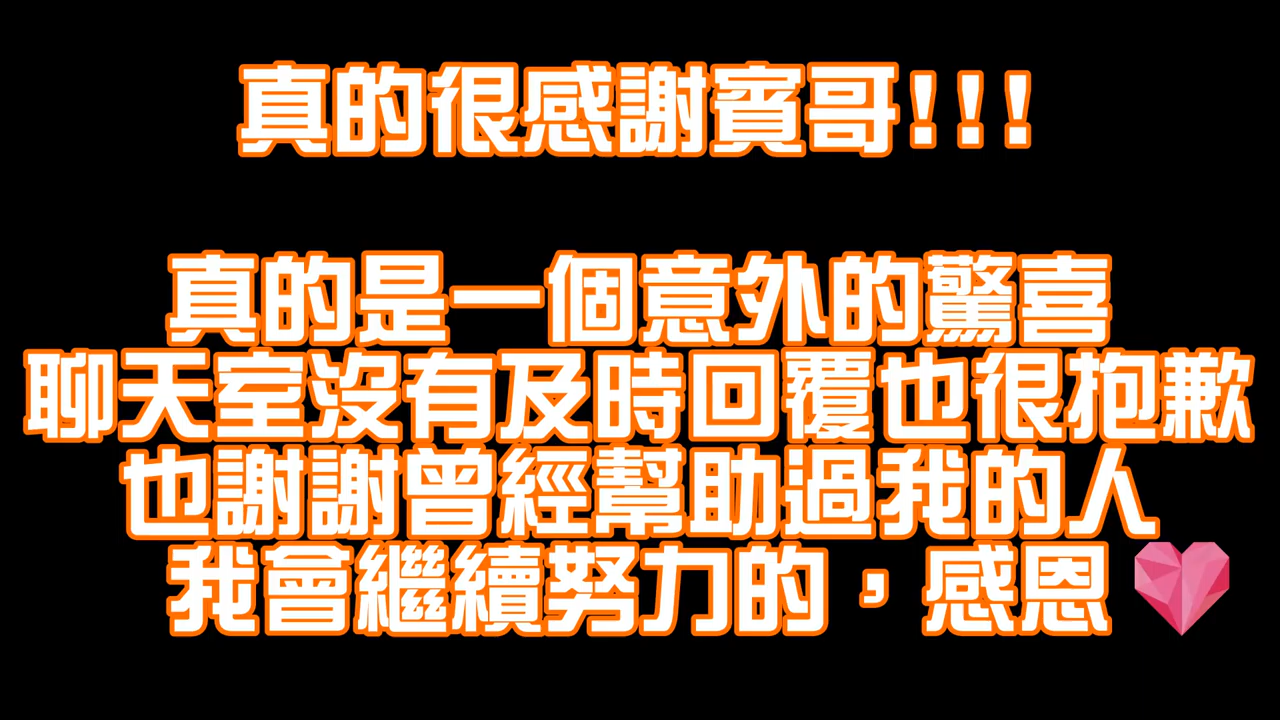 真的很感謝賓哥!!!
真的是一個意外的驚喜
聊天室沒有及時回覆也很抱歉
也謝謝曾經幫助過我的人
我會繼續努力的，感恩